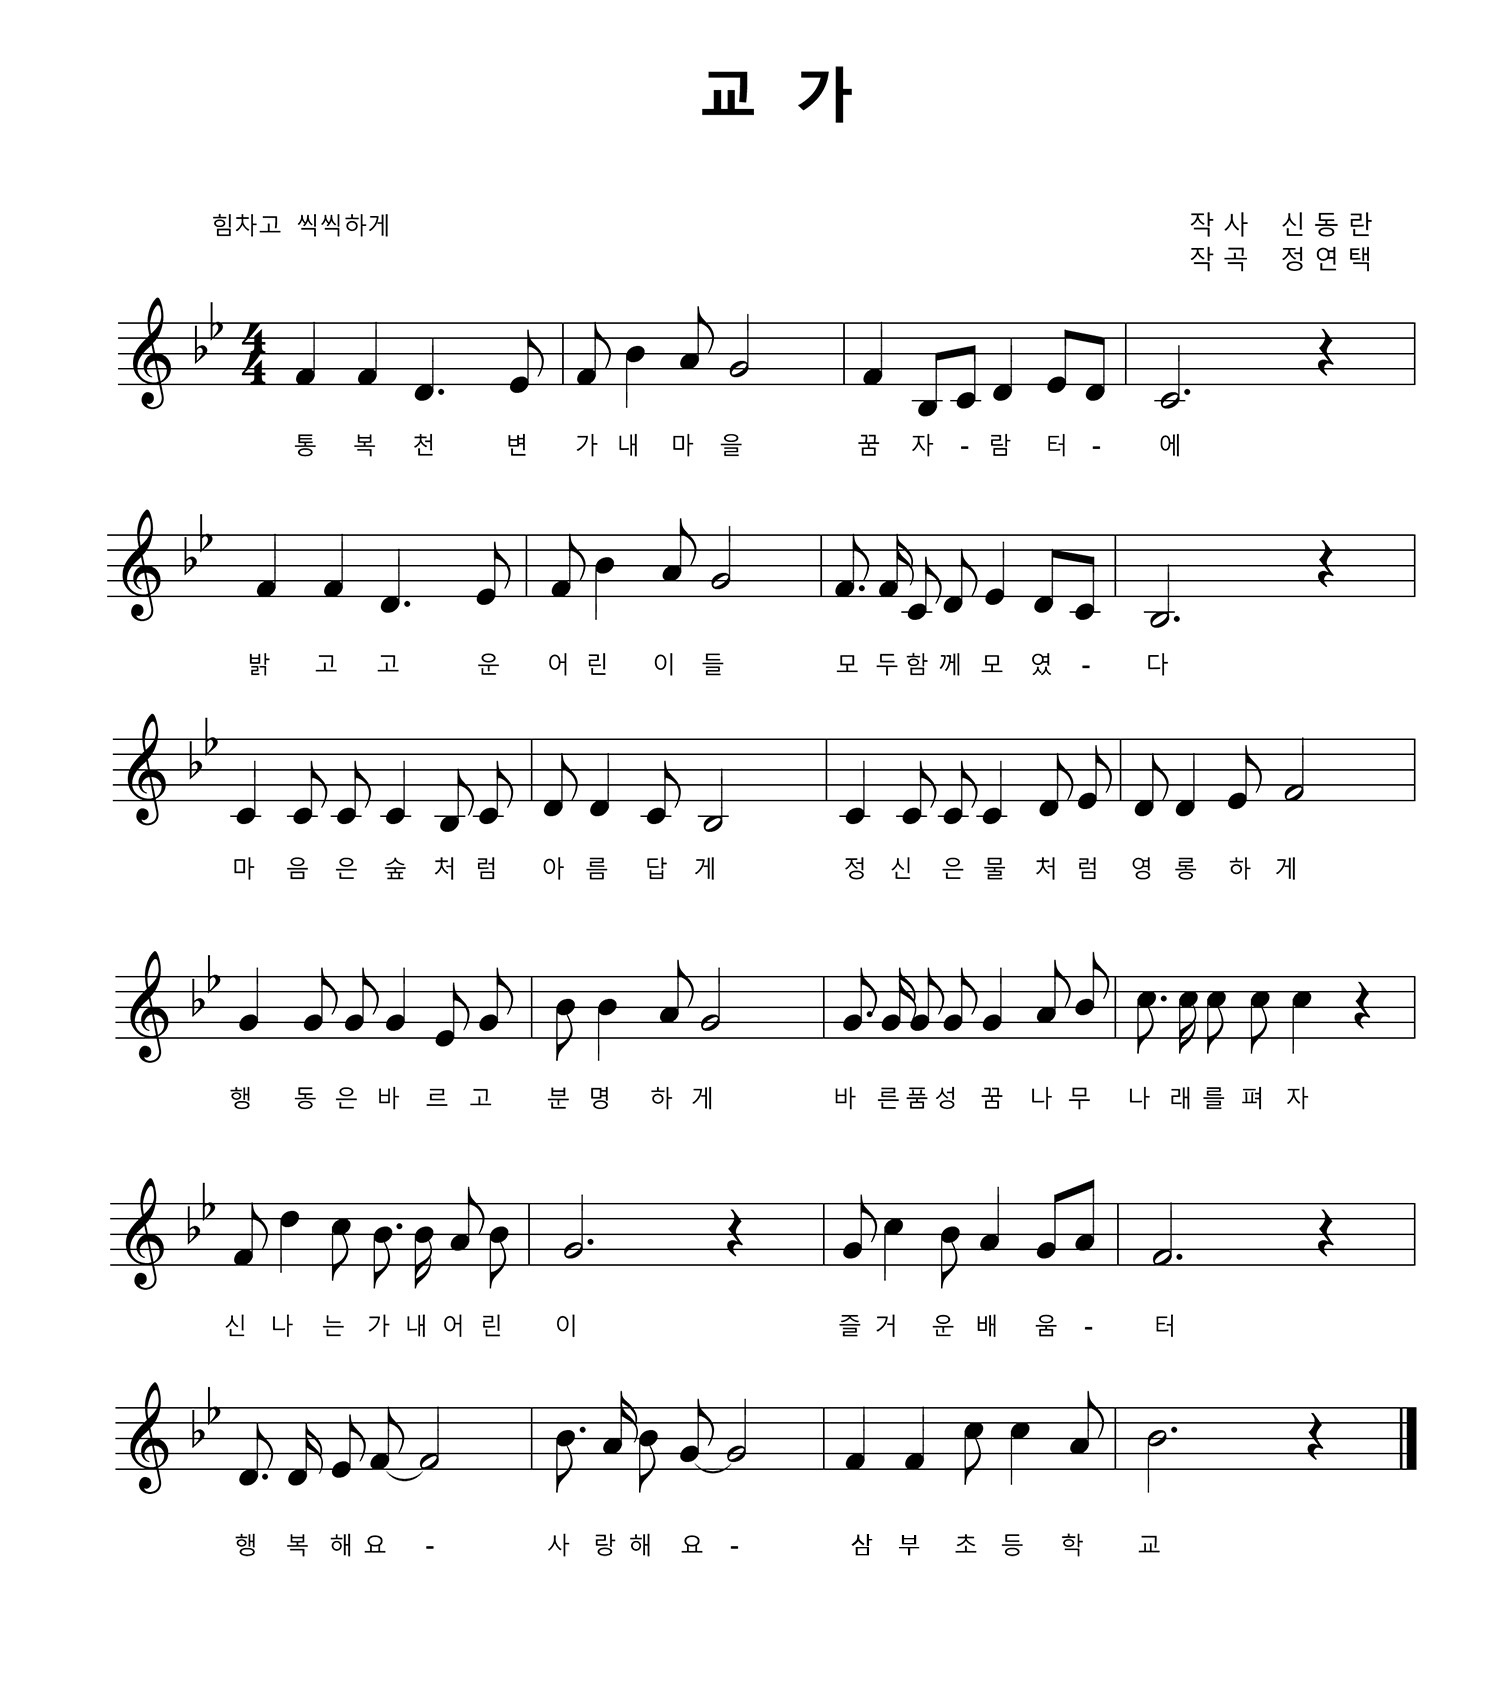 교 가
힘차고 씩씩하게
작사 신동란
작곡 정연택
4
4
통 복 천 변 가 내 마 을 꿈 자 - 람 터 - 에
밝 고 고 운 어 린 이 들 모 두 함 께 모 였 - 다
마 음 은 숲 처 럼 아 름 답 게 정 신 은 물 처 럼 영 롱 하 게
행 동 은 바 르 고 분 명 하 게 바 른 품 성 꿈 나 무 나 래 를 펴 자
신 나 는 가 내 어 린 이 즐 거 운 배 움 - 터
행 복 해 요 - 사 랑 해 요 - 삼 부 초 등 학 교